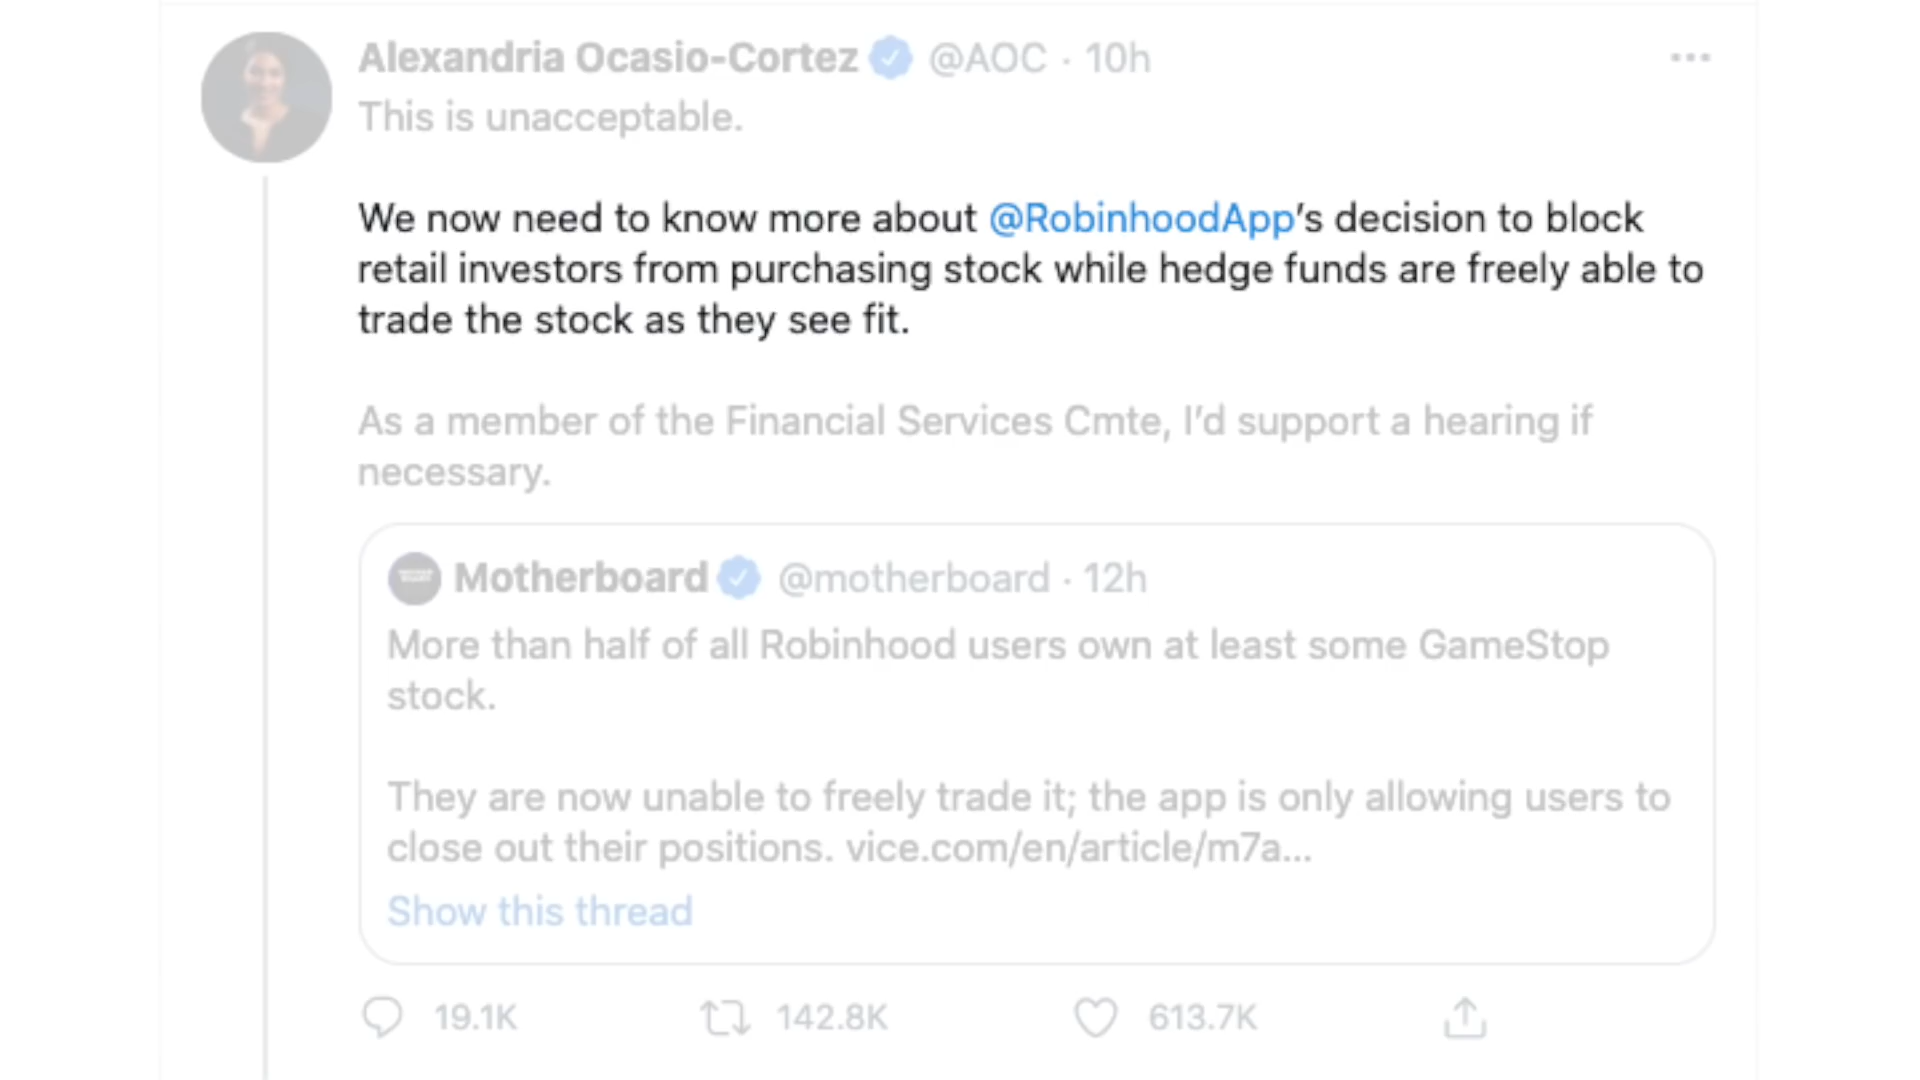 Alexandria Ocasio-Cortez @AOC · 10h
This is unacceptable.
We now need to know more about @RobinhoodApp's decision to block
retail investors from purchasing stock while hedge funds are freely able to
trade the stock as they see fit.
As a member of the Financial Services Cmte, I'd support a hearing if
necessary.
Motherboard @motherboard · 12h
More than half of all Robinhood users own at least some GameStop
stock.
They are now unable to freely trade it; the app is only allowing users to
close out their positions. vice.com/en/article/m7a...
Show this thread
19.1K 142.8K 613.7K